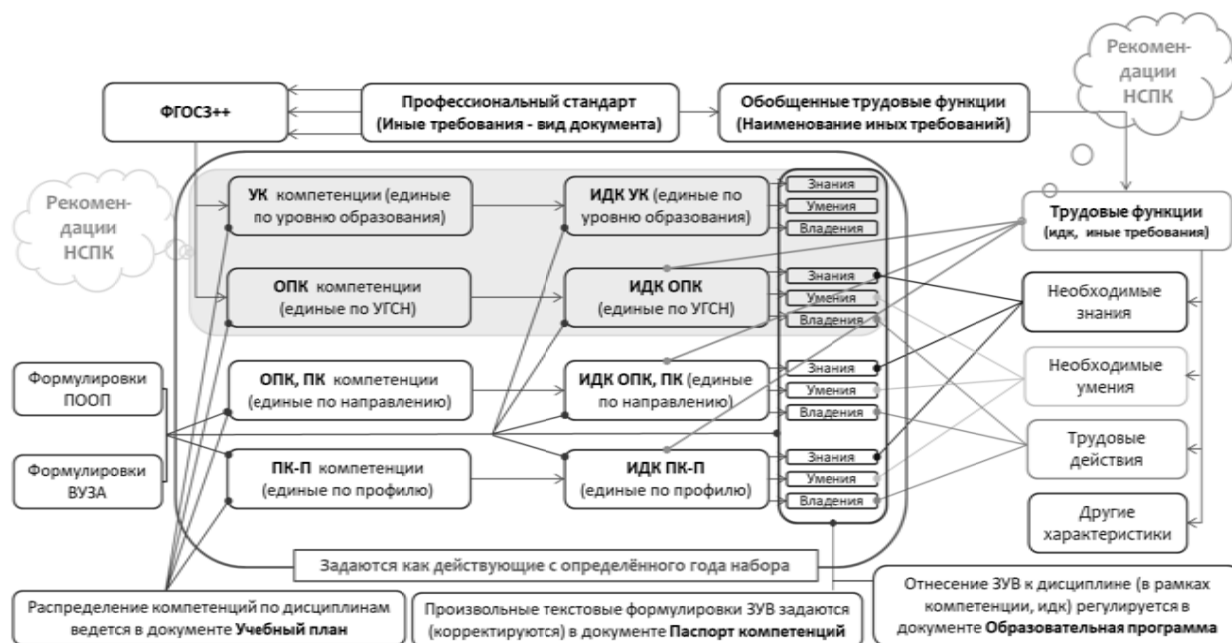 Рекомен-
дации
НСПК
ФГОС3++
Профессиональный стандарт
(Иные требования - вид документа)
Обобщенные трудовые функции
(Наименование иных требований)
Рекомен-
дации
НСПК
УК компетенции (единые
по уровню образования)
ИДК УК (единые по
уровню образования)
Знания
Умения
Владения
Трудовые функции
(идк, иные требования)
ОПК компетенции
(единые по УГСН)
ИДК ОПК
(единые по УГСН)
Знания
Умения
Владения
Необходимые
знания
Формулировки
ПООП
ОПК, ПК компетенции
(единые по направлению)
ИДК ОПК, ПК (единые
по направлению)
Знания
Умения
Владения
Необходимые
умения
Формулировки
ВУЗА
ПК-П компетенции
(единые по профилю)
ИДК ПК-П
(единые по профилю)
Знания
Умения
Владения
Трудовые
действия
Другие
характеристики
Задаются как действующие с определённого года набора
Распределение компетенций по дисциплинам
ведется в документе Учебный план
Произвольные текстовые формулировки ЗУВ задаются
(корректируются) в документе Паспорт компетенций
Отнесение ЗУВ к дисциплине (в рамках
компетенции, идк) регулируется в
документе Образовательная программа